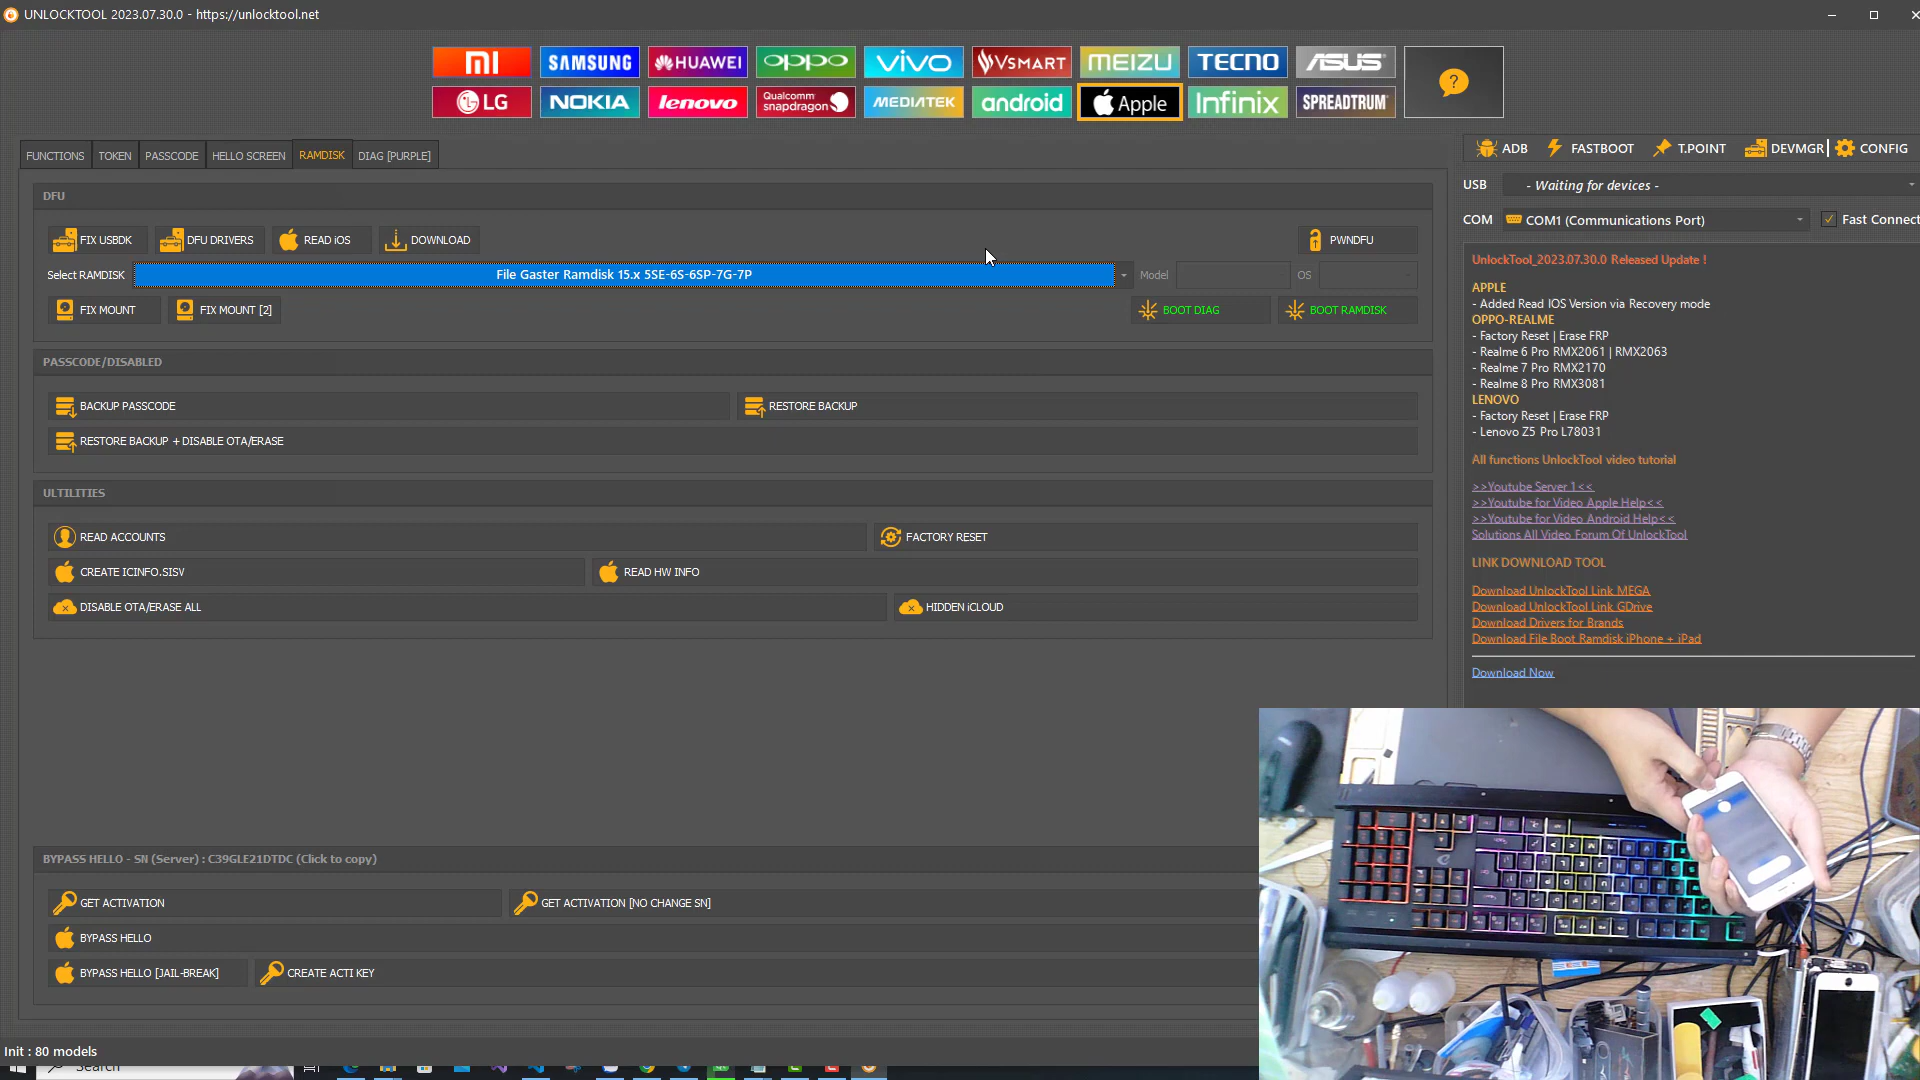 UNLOCKTOOL 2023.07.30.0 - https://unlocktool.net
mi SAMSUNG HUAWEI oppo vivo VSMART MEIZU TECNO ASUS ?
LG NOKIA lenovo Qualcomm snapdragon MEDIATEK android Apple Infinix SPREADTRUM
FUNCTIONS TOKEN PASSCODE HELLO SCREEN RAMDISK DIAG [PURPLE]
ADB FASTBOOT T.POINT DEVMGR CONFIG
USB - Waiting for devices -
COM COM1 (Communications Port) Fast Connect
DFU
FIX USBDK DFU DRIVERS READ iOS DOWNLOAD PWNDFU
Select RAMDISK File Gaster Ramdisk 15.x 5SE-6S-6SP-7G-7P Model OS
FIX MOUNT FIX MOUNT [2] BOOT DIAG BOOT RAMDISK
PASSCODE/DISABLED
BACKUP PASSCODE RESTORE BACKUP
RESTORE BACKUP + DISABLE OTA/ERASE
ULTILITIES
READ ACCOUNTS FACTORY RESET
CREATE ICINFO.SISV READ HW INFO
DISABLE OTA/ERASE ALL HIDDEN iCLOUD
BYPASS HELLO - SN (Server) : C39GLE21DTDC (Click to copy)
GET ACTIVATION GET ACTIVATION [NO CHANGE SN]
BYPASS HELLO
BYPASS HELLO [JAIL-BREAK] CREATE ACTI KEY
Init : 80 models
Search
UnlockTool_2023.07.30.0 Released Update !
APPLE
- Added Read IOS Version via Recovery mode
OPPO-REALME
- Factory Reset | Erase FRP
- Realme 6 Pro RMX2061 | RMX2063
- Realme 7 Pro RMX2170
- Realme 8 Pro RMX3081
LENOVO
- Factory Reset | Erase FRP
- Lenovo Z5 Pro L78031
All functions UnlockTool video tutorial
>>Youtube Server 1<<
>>Youtube for Video Apple Help<<
>>Youtube for Video Android Help<<
Solutions All Video Forum Of UnlockTool
LINK DOWNLOAD TOOL
Download UnlockTool Link MEGA
Download UnlockTool Link GDrive
Download Drivers for Brands
Download File Boot Ramdisk iPhone + iPad
Download Now